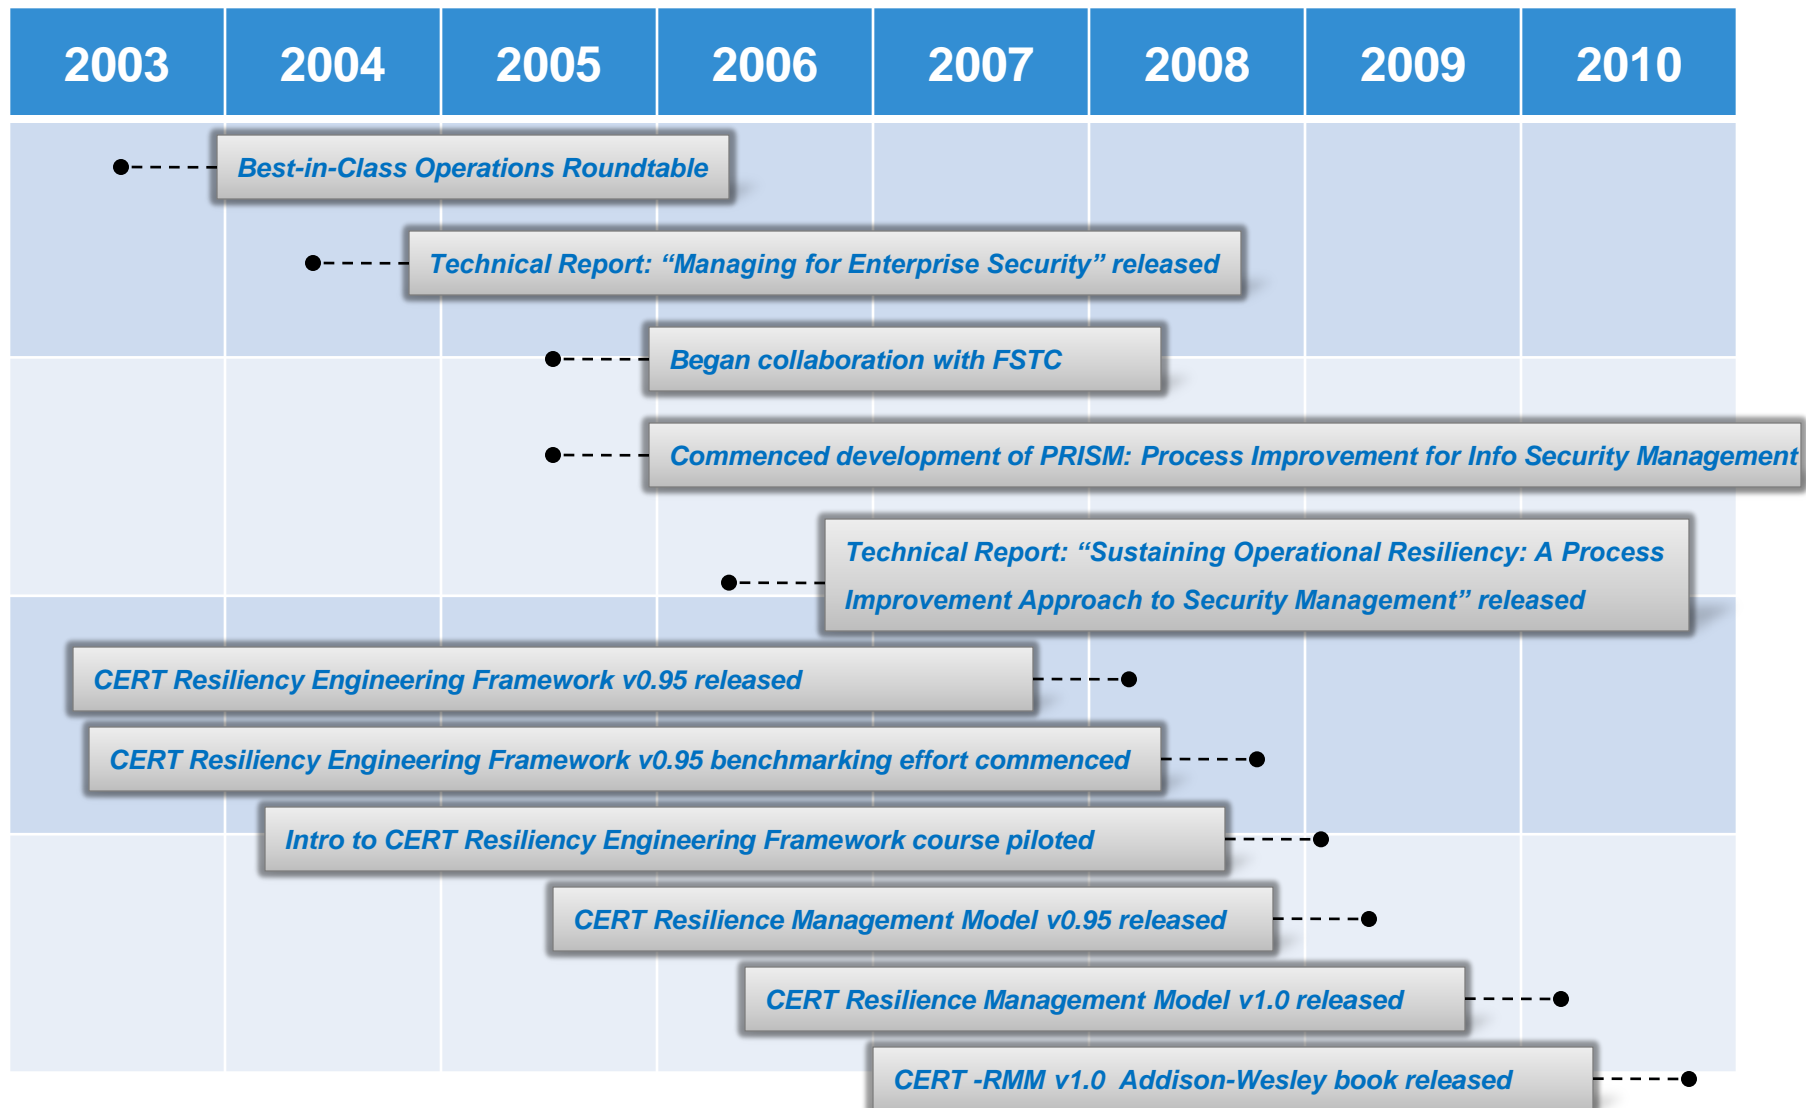 2003 2004 2005 2006 2007 2008 2009 2010
Best-in-Class Operations Roundtable
Technical Report: “Managing for Enterprise Security” released
Began collaboration with FSTC
Commenced development of PRISM: Process Improvement for Info Security Management
Technical Report: “Sustaining Operational Resiliency: A Process
Improvement Approach to Security Management” released
CERT Resiliency Engineering Framework v0.95 released
CERT Resiliency Engineering Framework v0.95 benchmarking effort commenced
Intro to CERT Resiliency Engineering Framework course piloted
CERT Resilience Management Model v0.95 released
CERT Resilience Management Model v1.0 released
CERT -RMM v1.0 Addison-Wesley book released